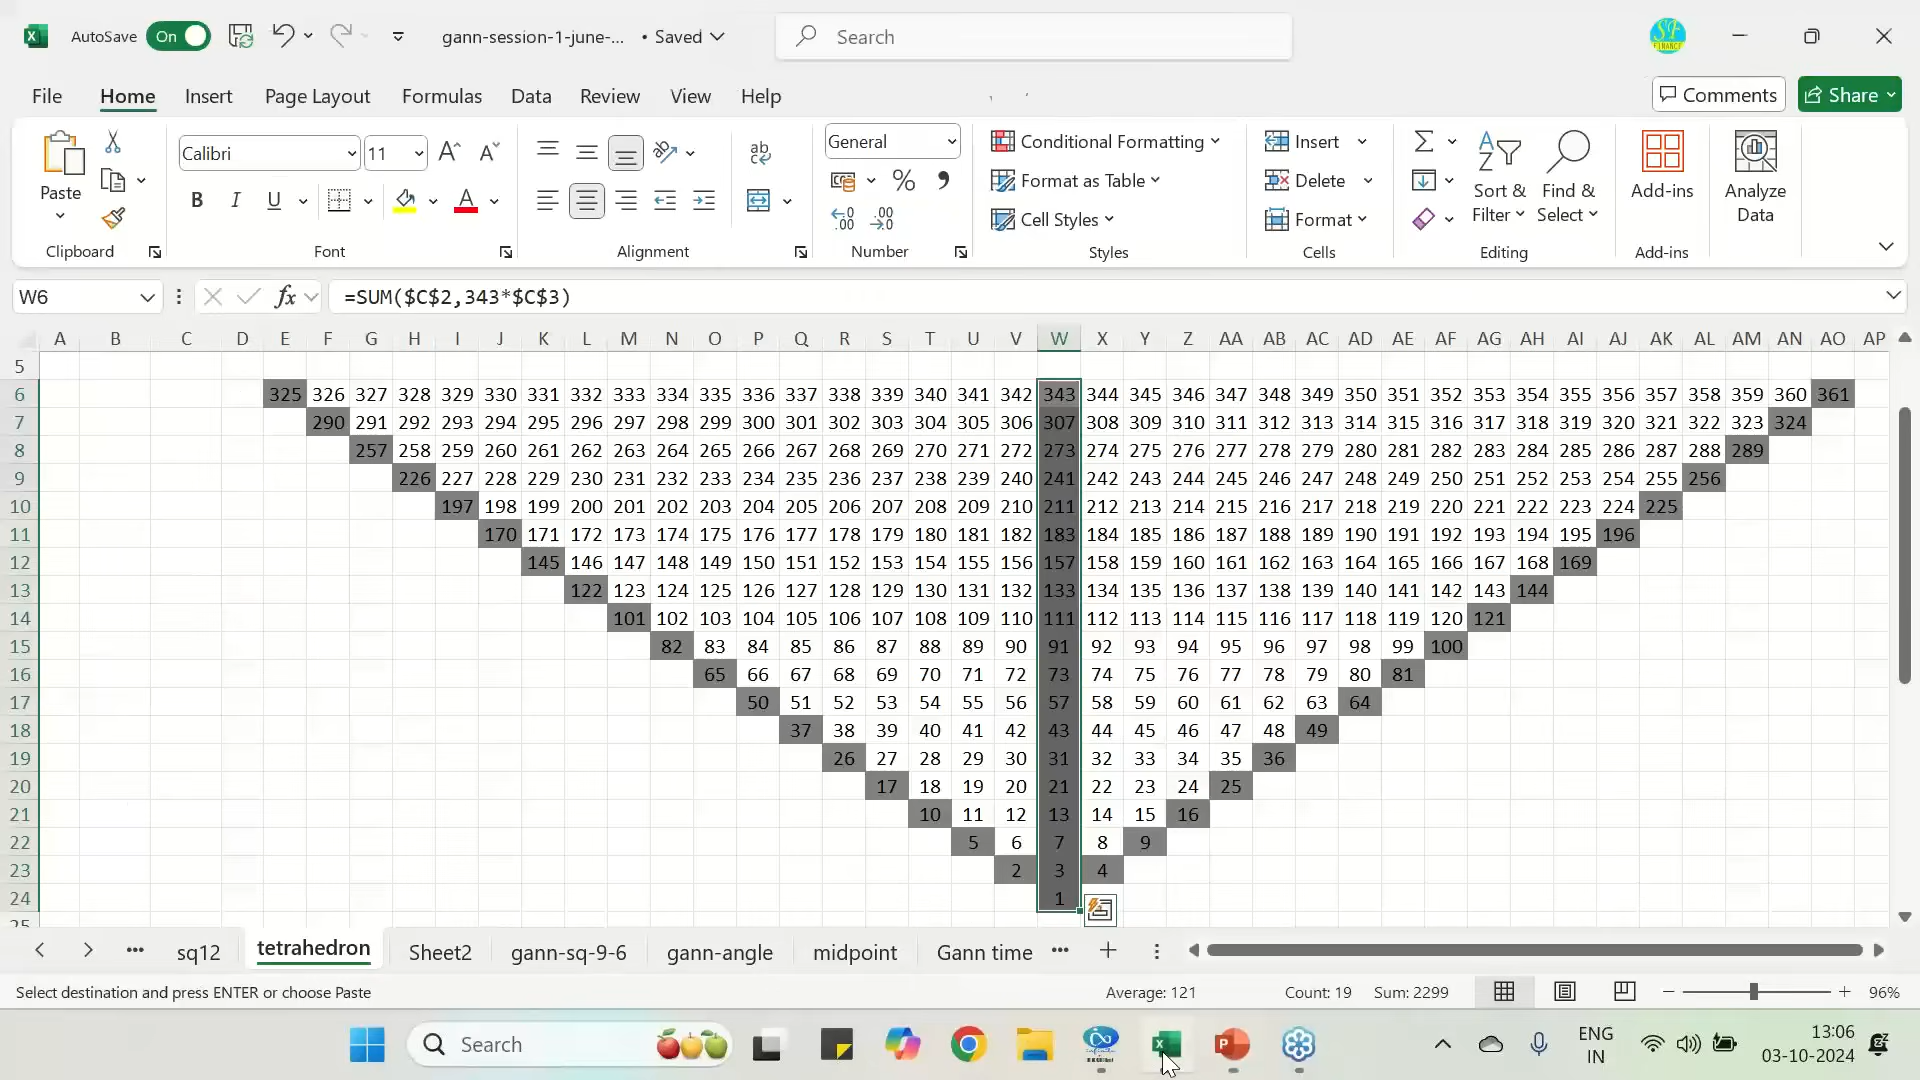 AutoSave On gann-session-1-june-... • Saved Search
File Home Insert Page Layout Formulas Data Review View Help Comments Share
Paste Calibri 11 General Conditional Formatting Format as Table Cell Styles Insert Delete Format Sort & Filter Find & Select Add-ins Analyze Data
Clipboard Font Alignment Number Styles Cells Editing Add-ins
W6 fx =SUM($C$2,343*$C$3)
A B C D E F G H I J K L M N O P Q R S T U V W X Y Z AA AB AC AD AE AF AG AH AI AJ AK AL AM AN AO AP
5
6 325 326 327 328 329 330 331 332 333 334 335 336 337 338 339 340 341 342 343 344 345 346 347 348 349 350 351 352 353 354 355 356 357 358 359 360 361
7 290 291 292 293 294 295 296 297 298 299 300 301 302 303 304 305 306 307 308 309 310 311 312 313 314 315 316 317 318 319 320 321 322 323 324
8 257 258 259 260 261 262 263 264 265 266 267 268 269 270 271 272 273 274 275 276 277 278 279 280 281 282 283 284 285 286 287 288 289
9 226 227 228 229 230 231 232 233 234 235 236 237 238 239 240 241 242 243 244 245 246 247 248 249 250 251 252 253 254 255 256
10 197 198 199 200 201 202 203 204 205 206 207 208 209 210 211 212 213 214 215 216 217 218 219 220 221 222 223 224 225
11 170 171 172 173 174 175 176 177 178 179 180 181 182 183 184 185 186 187 188 189 190 191 192 193 194 195 196
12 145 146 147 148 149 150 151 152 153 154 155 156 157 158 159 160 161 162 163 164 165 166 167 168 169
13 122 123 124 125 126 127 128 129 130 131 132 133 134 135 136 137 138 139 140 141 142 143 144
14 101 102 103 104 105 106 107 108 109 110 111 112 113 114 115 116 117 118 119 120 121
15 82 83 84 85 86 87 88 89 90 91 92 93 94 95 96 97 98 99 100
16 65 66 67 68 69 70 71 72 73 74 75 76 77 78 79 80 81
17 50 51 52 53 54 55 56 57 58 59 60 61 62 63 64
18 37 38 39 40 41 42 43 44 45 46 47 48 49
19 26 27 28 29 30 31 32 33 34 35 36
20 17 18 19 20 21 22 23 24 25
21 10 11 12 13 14 15 16
22 5 6 7 8 9
23 2 3 4
24 1
25
sq12 tetrahedron Sheet2 gann-sq-9-6 gann-angle midpoint Gann time
Select destination and press ENTER or choose Paste Average: 121 Count: 19 Sum: 2299 96%
Search ENG IN 13:06 03-10-2024